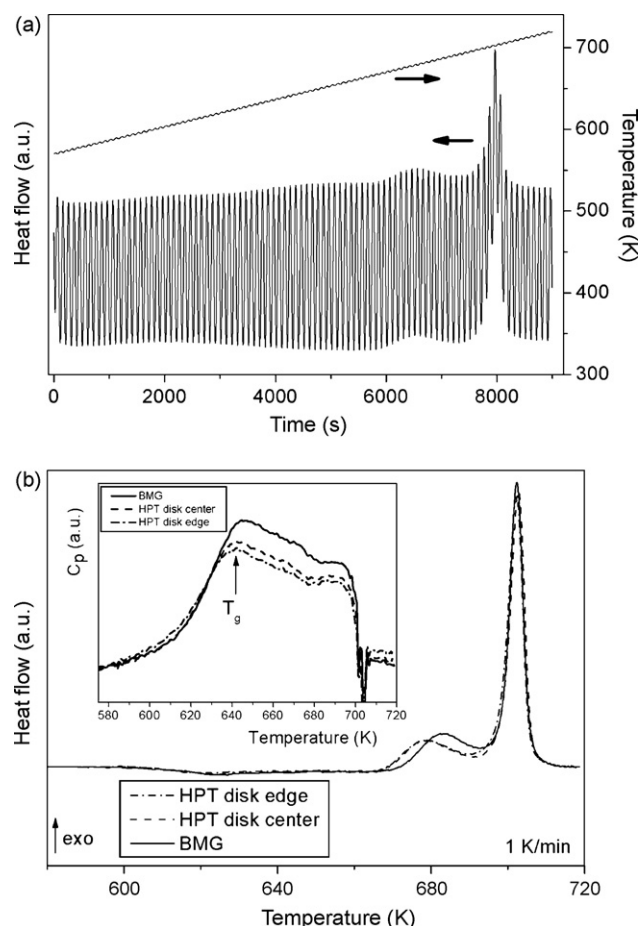 (a)
Heat flow (a.u.)
Temperature (K)
700
600
500
400
300
0 2000 4000 6000 8000
Time (s)
(b)
Heat flow (a.u.)
BMG
HPT disk center
HPT disk edge
C_p (a.u.)
T_g
580 600 620 640 660 680 700 720
Temperature (K)
HPT disk edge
HPT disk center
BMG
exo
1 K/min
600 640 680 720
Temperature (K)